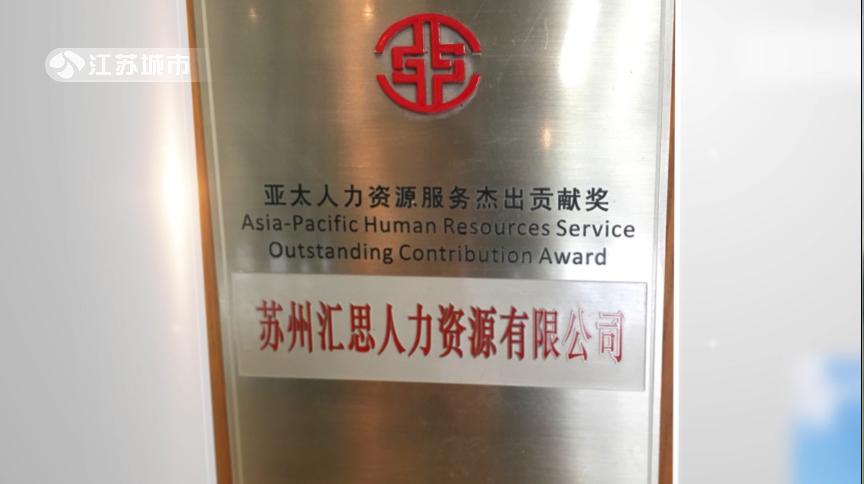 江苏城市
亚太人力资源服务杰出贡献奖
Asia-Pacific Human Resources Service
Outstanding Contribution Award
苏州汇思人力资源有限公司